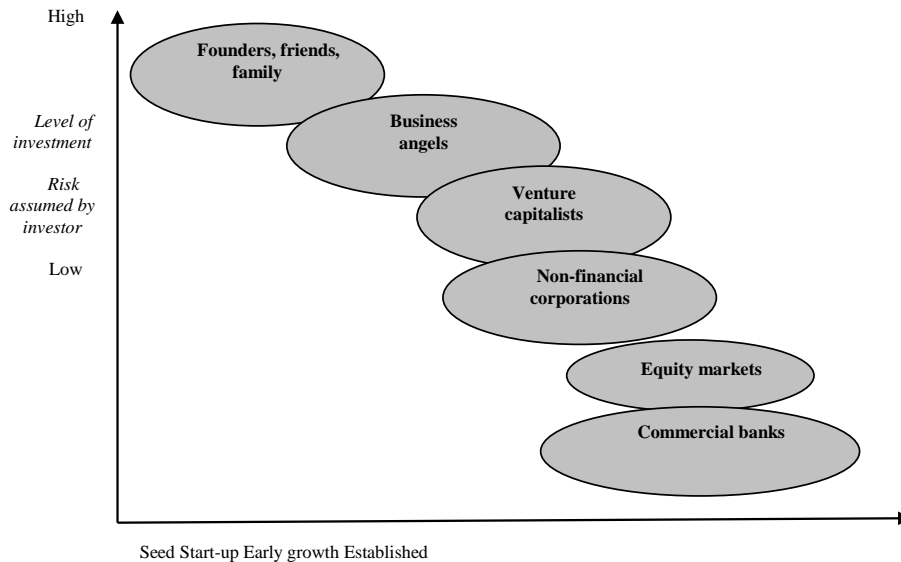 High
Founders, friends,
family
Level of
investment
Business
angels
Risk
assumed by
investor
Venture
capitalists
Low
Non-financial
corporations
Equity markets
Commercial banks
Seed Start-up Early growth Established